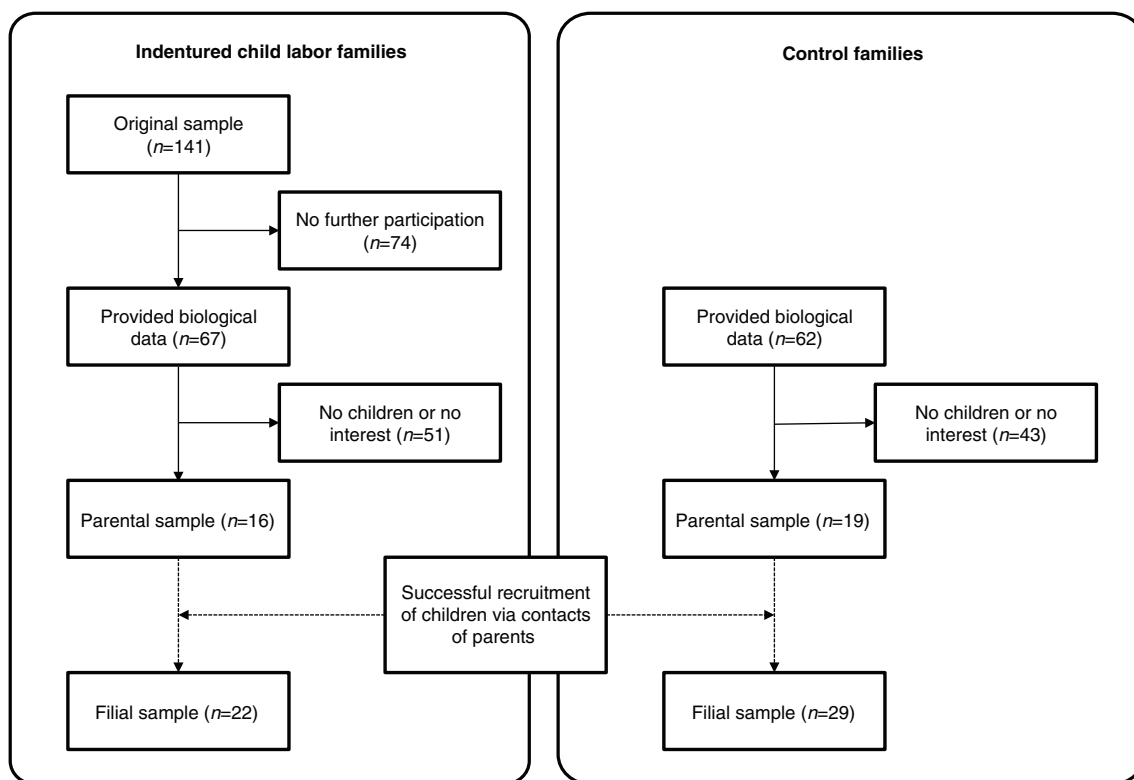 Indentured child labor families
Original sample
(n=141)
No further participation
(n=74)
Provided biological
data (n=67)
No children or no
interest (n=51)
Parental sample (n=16)
Filial sample (n=22)
Successful recruitment
of children via contacts
of parents
Control families
Provided biological
data (n=62)
No children or no
interest (n=43)
Parental sample (n=19)
Filial sample (n=29)